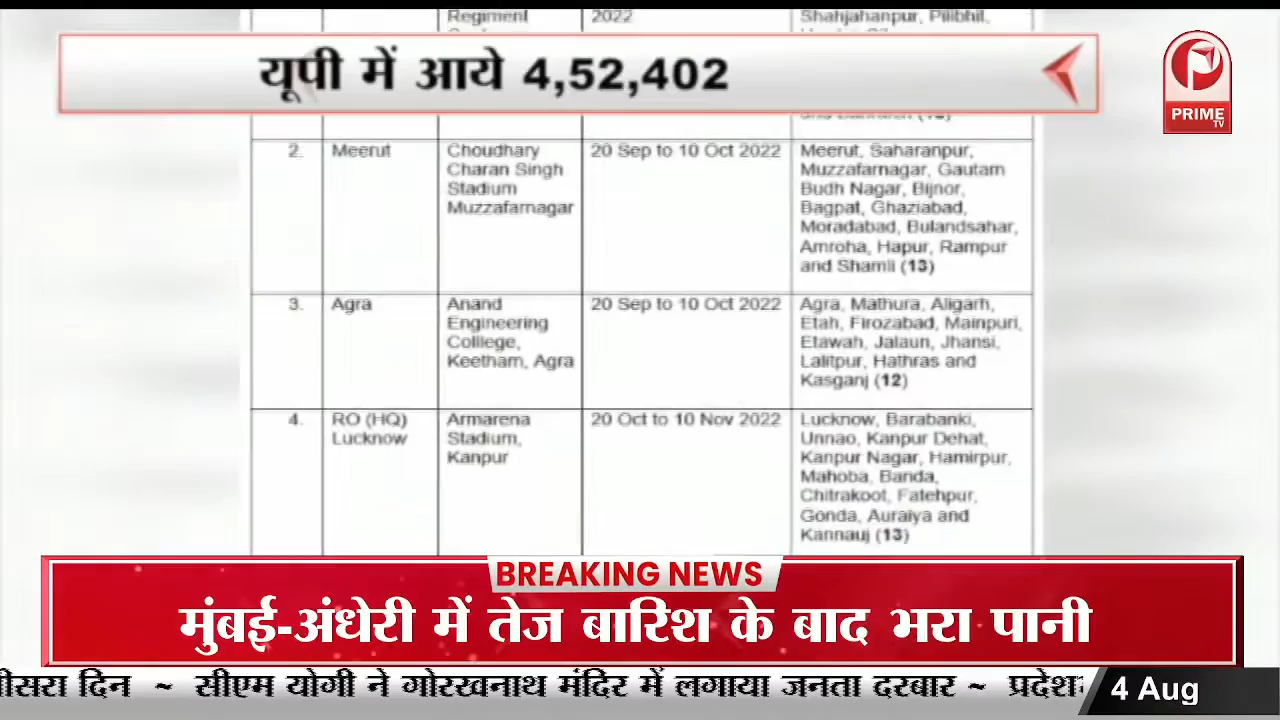 Regiment
2022
Shahjahanpur, Pilibhil,
यूपी में आये 4,52,402
PRIME
TV
2.
Meerut
Choudhary
Charan Singh
Stadium
Muzzafarnagar
20 Sep to 10 Oct 2022
Meerut, Saharanpur,
Muzzafarnagar, Gautam
Budh Nagar, Bijnor,
Bagpat, Ghaziabad,
Moradabad, Bulandsahar,
Amroha, Hapur, Rampur
and Shamli (13)
3.
Agra
Anand
Engineering
Colllege,
Keetham, Agra
20 Sep to 10 Oct 2022
Agra, Mathura, Aligarh,
Etah, Firozabad, Mainpuri,
Etawah, Jalaun, Jhansi,
Lalitpur, Hathras and
Kasganj (12)
4.
RO (HQ)
Lucknow
Armarena
Stadium,
Kanpur
20 Oct to 10 Nov 2022
Lucknow, Barabanki,
Unnao, Kanpur Dehat,
Kanpur Nagar, Hamirpur,
Mahoba, Banda,
Chitrakoot, Fatehpur,
Gonda, Auraiya and
Kannauj (13)
BREAKING NEWS
मुंबई-अंधेरी में तेज बारिश के बाद भरा पानी
दिन ~ सीएम योगी ने गोरखनाथ मंदिर में लगाया जनता दरबार ~
4 Aug